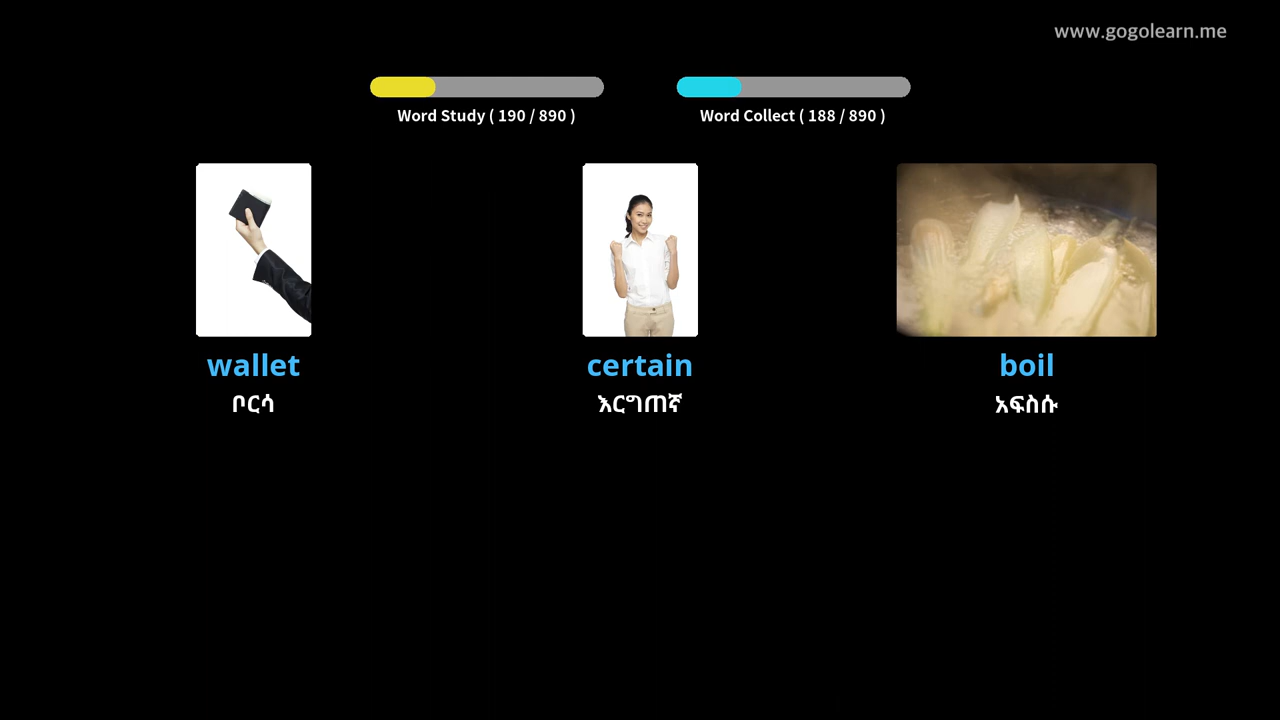 www.gogolearn.me
Word Study ( 190 / 890 )
Word Collect ( 188 / 890 )
wallet
ቦርሳ
certain
እርግጠኛ
boil
አፍስሱ